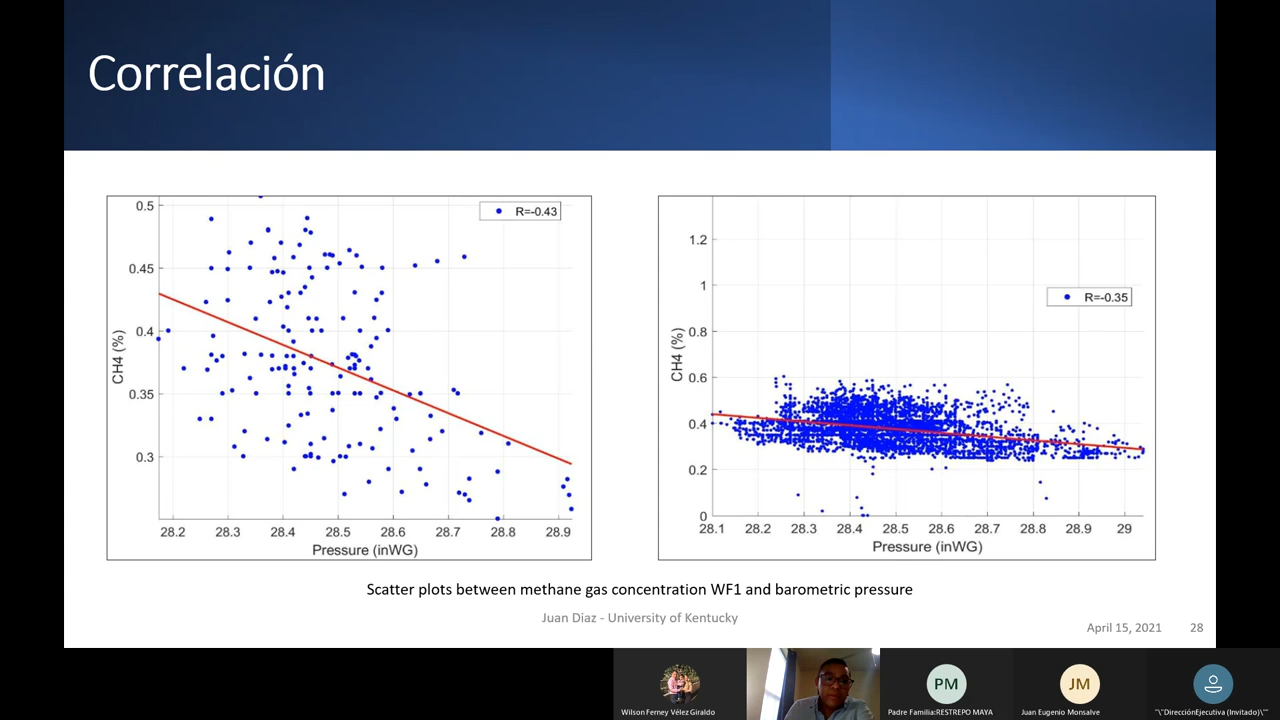 Correlación
R=-0.43
0.5
0.45
0.4
0.35
0.3
CH4 (%)
28.2 28.3 28.4 28.5 28.6 28.7 28.8 28.9
Pressure (inWG)
R=-0.35
1.2
1
0.8
0.6
0.4
0.2
0
CH4 (%)
28.1 28.2 28.3 28.4 28.5 28.6 28.7 28.8 28.9 29
Pressure (inWG)
Scatter plots between methane gas concentration WF1 and barometric pressure
Juan Diaz - University of Kentucky
April 15, 2021 28
PM
JM
Wilson Ferney Vélez Giraldo
Padre Familia:RESTREPO MAYA
Juan Eugenio Monsalve
"\"DirecciónEjecutiva (Invitado)\""